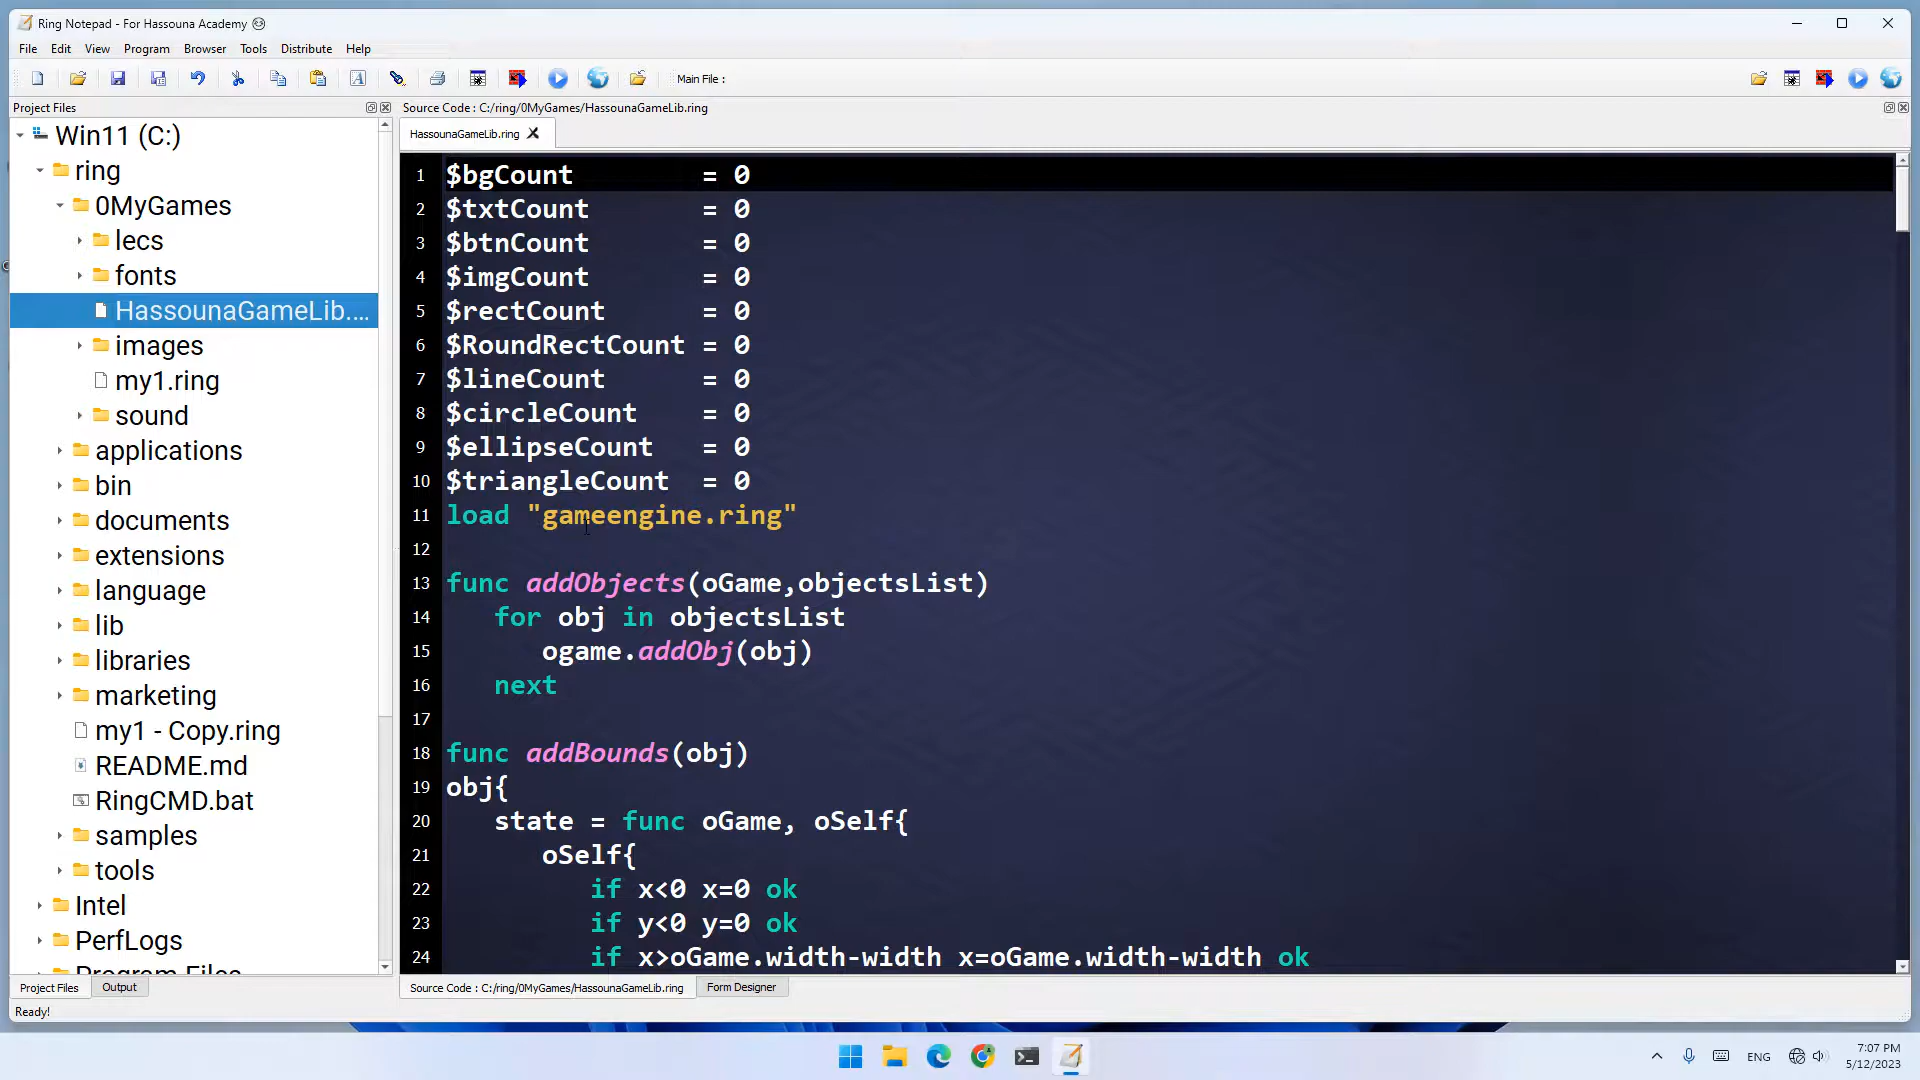 Ring Notepad - For Hassouna Academy
File Edit View Program Browser Tools Distribute Help
Main File :
Project Files
Win11 (C:)
ring
0MyGames
lecs
fonts
HassounaGameLib....
images
my1.ring
sound
applications
bin
documents
extensions
language
lib
libraries
marketing
my1 - Copy.ring
README.md
RingCMD.bat
samples
tools
Intel
PerfLogs
Program Files
Project Files Output
Ready!
Source Code : C:/ring/0MyGames/HassounaGameLib.ring
HassounaGameLib.ring
1 $bgCount = 0
2 $txtCount = 0
3 $btnCount = 0
4 $imgCount = 0
5 $rectCount = 0
6 $RoundRectCount = 0
7 $lineCount = 0
8 $circleCount = 0
9 $ellipseCount = 0
10 $triangleCount = 0
11 load "gameengine.ring"
12
13 func addObjects(oGame,objectsList)
14 for obj in objectsList
15 ogame.addObj(obj)
16 next
17
18 func addBounds(obj)
19 obj{
20 state = func oGame, oSelf{
21 oSelf{
22 if x<0 x=0 ok
23 if y<0 y=0 ok
24 if x>oGame.width-width x=oGame.width-width ok
Source Code : C:/ring/0MyGames/HassounaGameLib.ring Form Designer
ENG
7:07 PM
5/12/2023